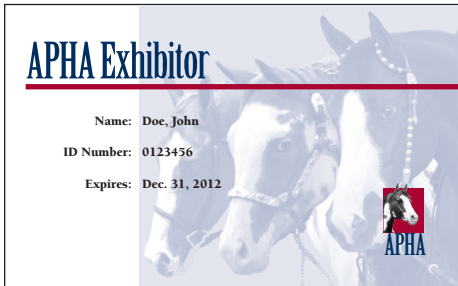 APHA Exhibitor
Name: Doe, John
ID Number: 0123456
Expires: Dec. 31, 2012
APHA